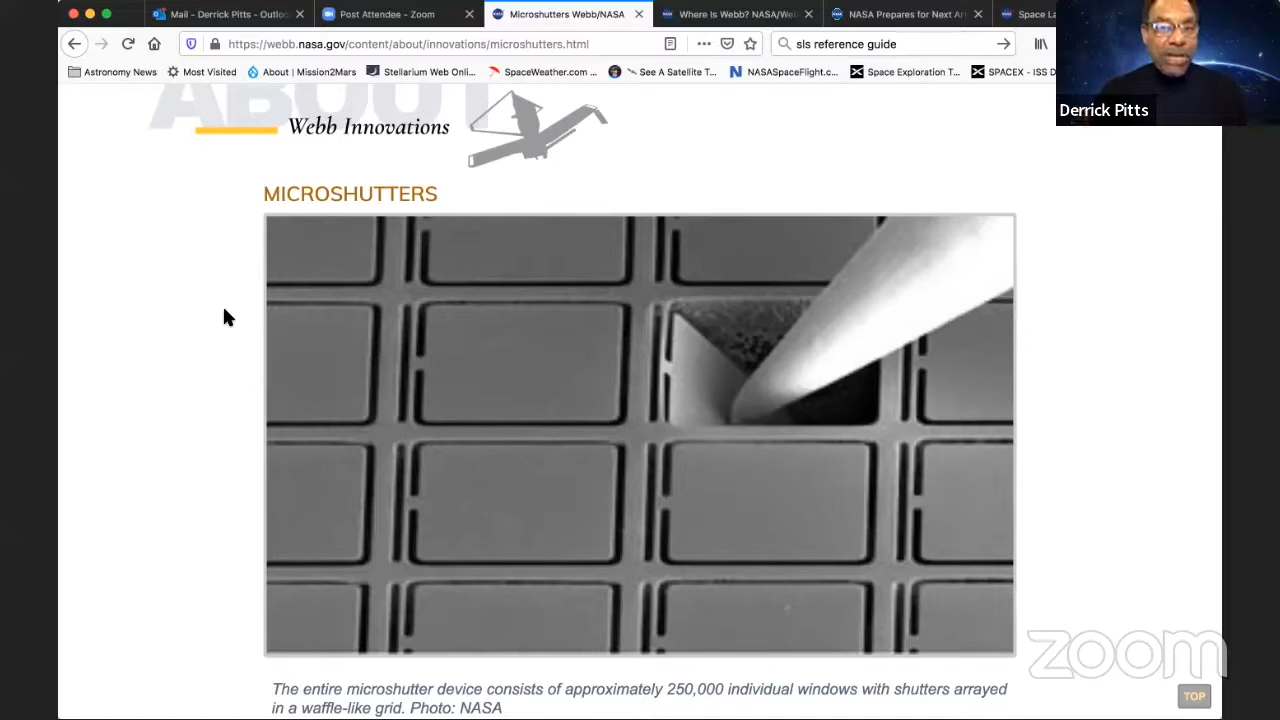 Mail - Derrick Pitts - Outloo
Post Attendee - Zoom
Microshutters Webb/NASA
Where Is Webb? NASA/We
NASA Prepares for Next Ar
Space La
https://webb.nasa.gov/content/about/innovations/microshutters.html
sls reference guide
Astronomy News
Most Visited
About | Mission2Mars
Stellarium Web Onli...
SpaceWeather.com ...
See A Satellite T...
NASASpaceFlight.c...
Space Exploration T...
SPACEX - ISS D
Derrick Pitts
ABOUT
Webb Innovations
MICROSHUTTERS
The entire microshutter device consists of approximately 250,000 individual windows with shutters arrayed
in a waffle-like grid. Photo: NASA
zoom
TOP